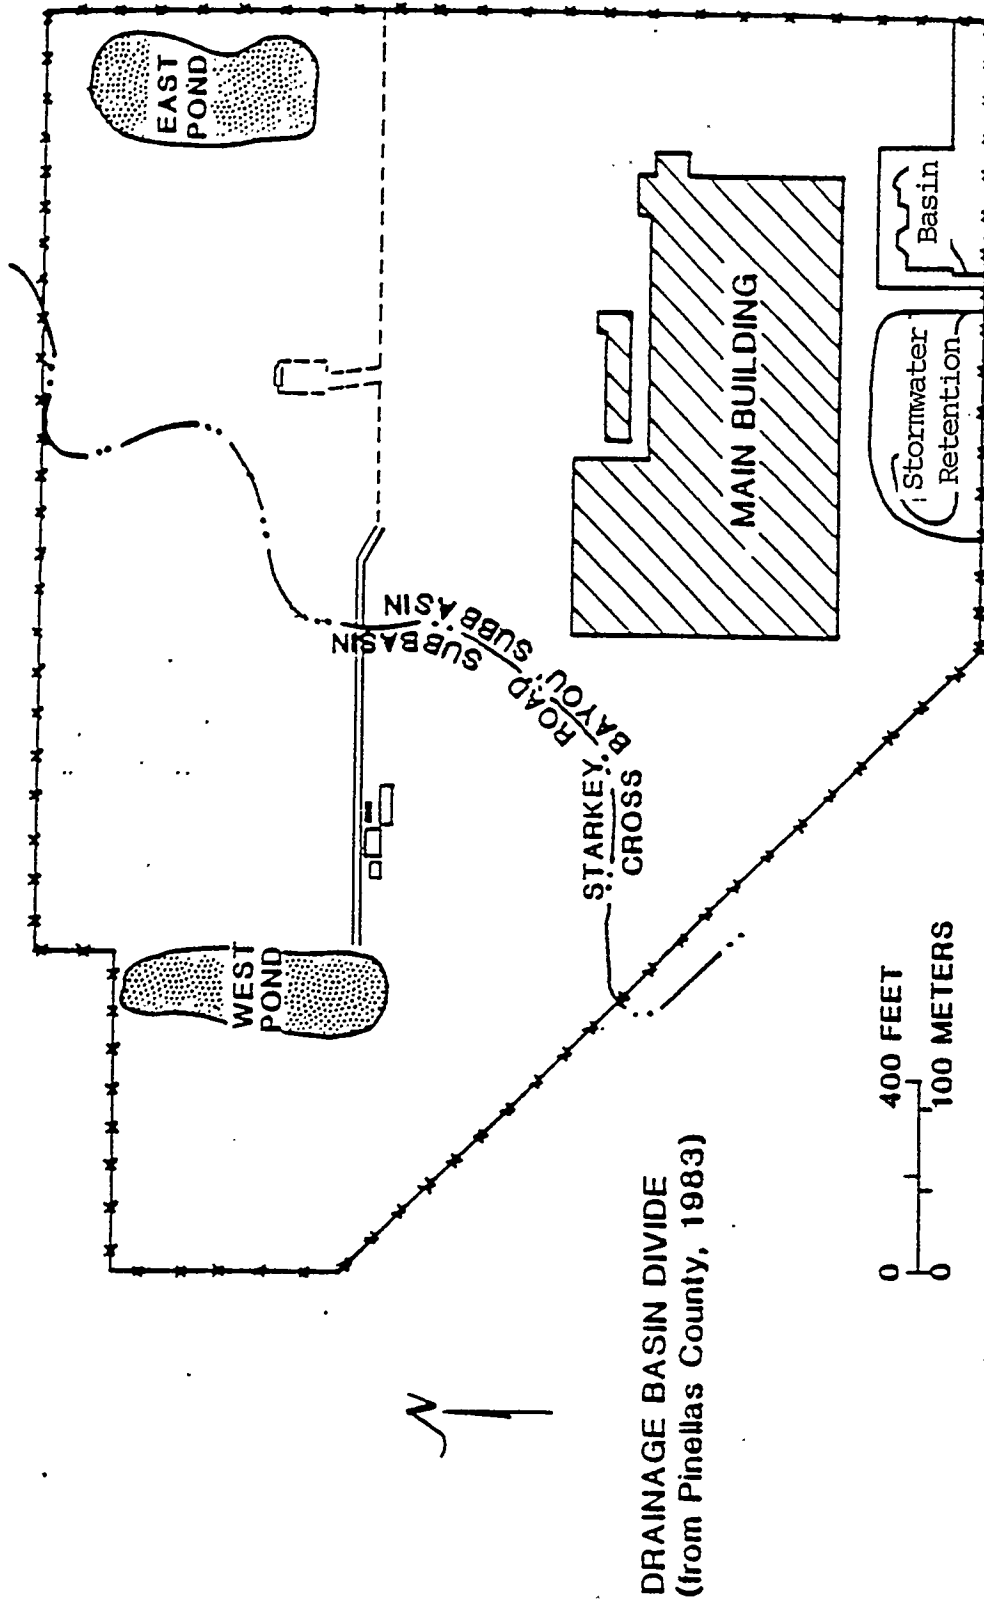 EAST
POND
WEST
POND
STARKEY ROAD SUBBASIN
CROSS BAYOU SUBBASIN
MAIN BUILDING
Stormwater
Retention
Basin
N
DRAINAGE BASIN DIVIDE
(from Pinellas County, 1983)
0 400 FEET
0 100 METERS